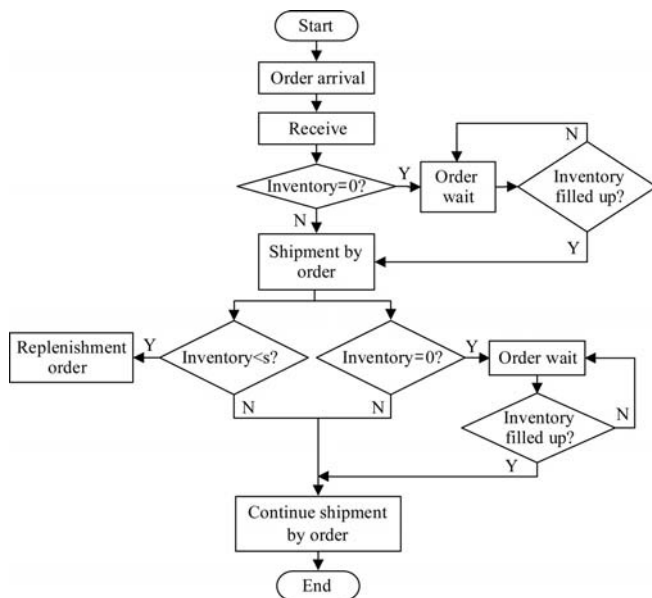 Start
Order arrival
Receive
Inventory=0?
Y
N
Order
wait
N
Inventory
filled up?
Y
Shipment by
order
Replenishment
order
Y
Inventory<s?
N
Inventory=0?
Y
N
Order wait
Inventory
filled up?
N
Y
Continue shipment
by order
End